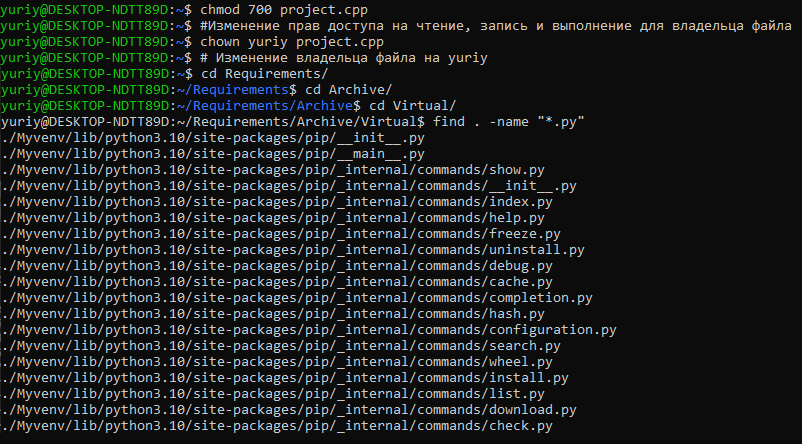 yuriy@DESKTOP-NDTT89D:~$ chmod 700 project.cpp
yuriy@DESKTOP-NDTT89D:~$ #Изменение прав доступа на чтение, запись и выполнение для владельца файла
yuriy@DESKTOP-NDTT89D:~$ chown yuriy project.cpp
yuriy@DESKTOP-NDTT89D:~$ # Изменение владельца файла на yuriy
yuriy@DESKTOP-NDTT89D:~$ cd Requirements/
yuriy@DESKTOP-NDTT89D:~/Requirements$ cd Archive/
yuriy@DESKTOP-NDTT89D:~/Requirements/Archive$ cd Virtual/
yuriy@DESKTOP-NDTT89D:~/Requirements/Archive/Virtual$ find . -name "*.py"
./Myvenv/lib/python3.10/site-packages/pip/__init__.py
./Myvenv/lib/python3.10/site-packages/pip/__main__.py
./Myvenv/lib/python3.10/site-packages/pip/_internal/commands/show.py
./Myvenv/lib/python3.10/site-packages/pip/_internal/commands/__init__.py
./Myvenv/lib/python3.10/site-packages/pip/_internal/commands/index.py
./Myvenv/lib/python3.10/site-packages/pip/_internal/commands/help.py
./Myvenv/lib/python3.10/site-packages/pip/_internal/commands/freeze.py
./Myvenv/lib/python3.10/site-packages/pip/_internal/commands/uninstall.py
./Myvenv/lib/python3.10/site-packages/pip/_internal/commands/debug.py
./Myvenv/lib/python3.10/site-packages/pip/_internal/commands/cache.py
./Myvenv/lib/python3.10/site-packages/pip/_internal/commands/completion.py
./Myvenv/lib/python3.10/site-packages/pip/_internal/commands/hash.py
./Myvenv/lib/python3.10/site-packages/pip/_internal/commands/configuration.py
./Myvenv/lib/python3.10/site-packages/pip/_internal/commands/search.py
./Myvenv/lib/python3.10/site-packages/pip/_internal/commands/wheel.py
./Myvenv/lib/python3.10/site-packages/pip/_internal/commands/install.py
./Myvenv/lib/python3.10/site-packages/pip/_internal/commands/list.py
./Myvenv/lib/python3.10/site-packages/pip/_internal/commands/download.py
./Myvenv/lib/python3.10/site-packages/pip/_internal/commands/check.py